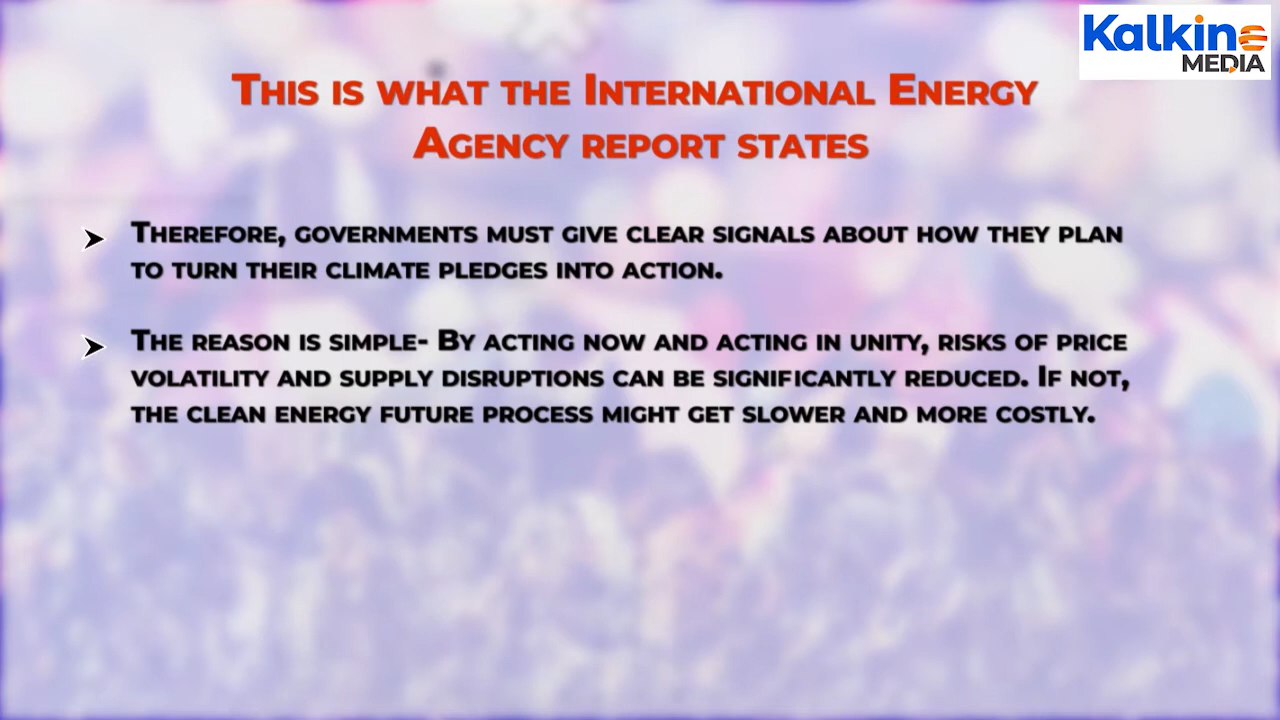 Kalkine
MEDIA
This is what the International Energy
Agency report states
➤ Therefore, governments must give clear signals about how they plan
to turn their climate pledges into action.
➤ The reason is simple- By acting now and acting in unity, risks of price
volatility and supply disruptions can be significantly reduced. If not,
the clean energy future process might get slower and more costly.